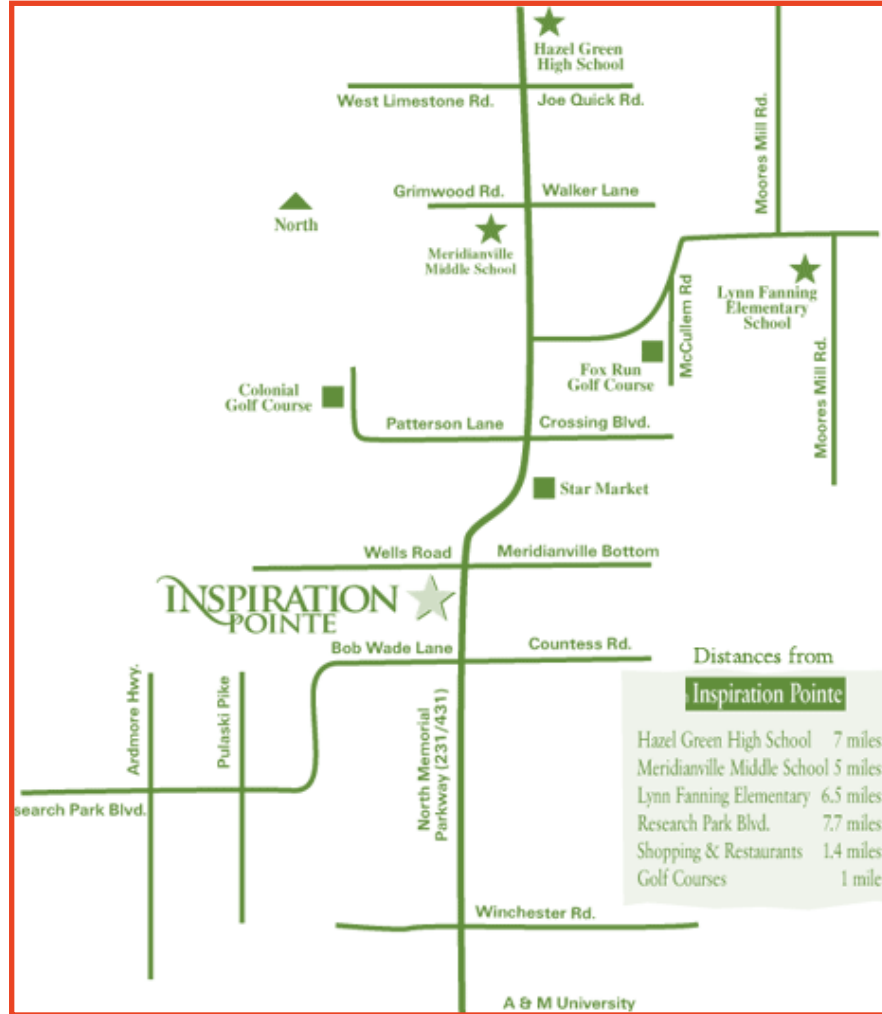 Hazel Green
High School
West Limestone Rd.
Joe Quick Rd.
Moores Mill Rd.
Grimwood Rd.
Walker Lane
North
Meridianville
Middle School
Lynn Fanning
Elementary
School
McCullem Rd
Moores Mill Rd.
Fox Run
Golf Course
Colonial
Golf Course
Patterson Lane
Crossing Blvd.
Star Market
Wells Road
Meridianville Bottom
INSPIRATION
POINTE
Bob Wade Lane
Countess Rd.
Ardmore Hwy.
Pulaski Pike
North Memorial
Parkway (231/431)
search Park Blvd.
Distances from
Inspiration Pointe
Hazel Green High School 7 miles
Meridianville Middle School 5 miles
Lynn Fanning Elementary 6.5 miles
Research Park Blvd. 7.7 miles
Shopping & Restaurants 1.4 miles
Golf Courses 1 mile
Winchester Rd.
A & M University